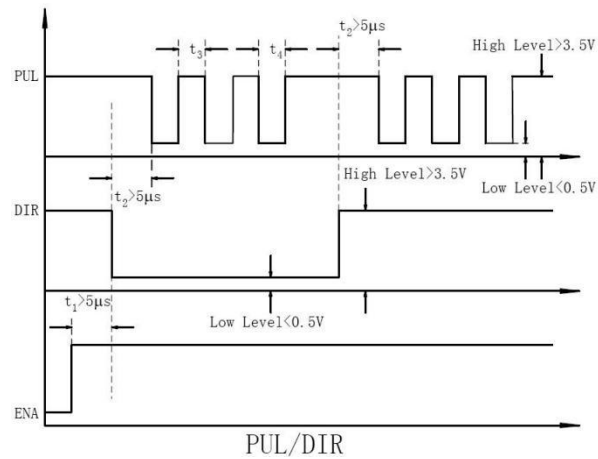 t₃
t₄
t₂>5μs
High Level>3.5V
PUL
High Level>3.5V
Low Level<0.5V
t₂>5μs
DIR
t₁>5μs
Low Level<0.5V
ENA
PUL/DIR